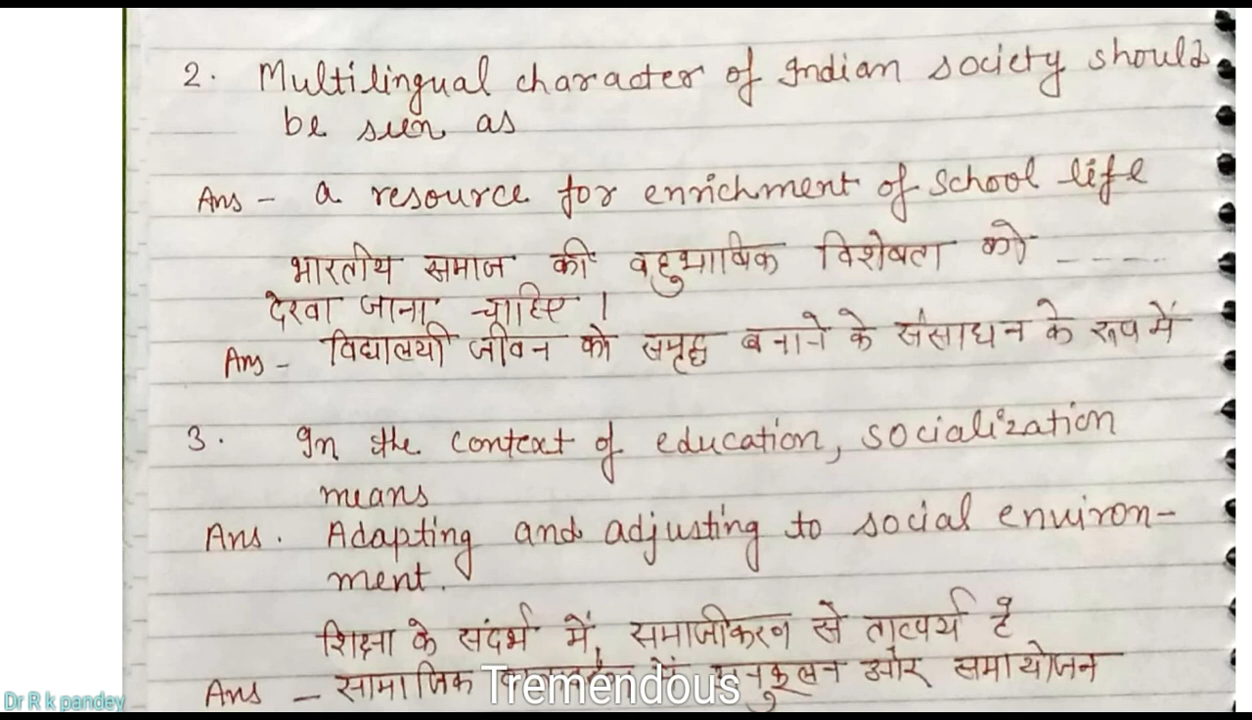 2. Multilingual character of Indian society should
be seen as
Ans - a resource for enrichment of school life
भारतीय समाज की बहुभाषिक विशेषता को -----
देखा जाना चाहिए।
Ans - विद्यालयी जीवन को समृद्ध बनाने के संसाधन के रूप में
3. In the context of education, socialization
means
Ans. Adapting and adjusting to social environ-
ment.
शिक्षा के संदर्भ में, समाजीकरण से तात्पर्य है
Ans - सामाजिक में अनुकूलन और समायोजन
Tremendous
Dr R k pandey